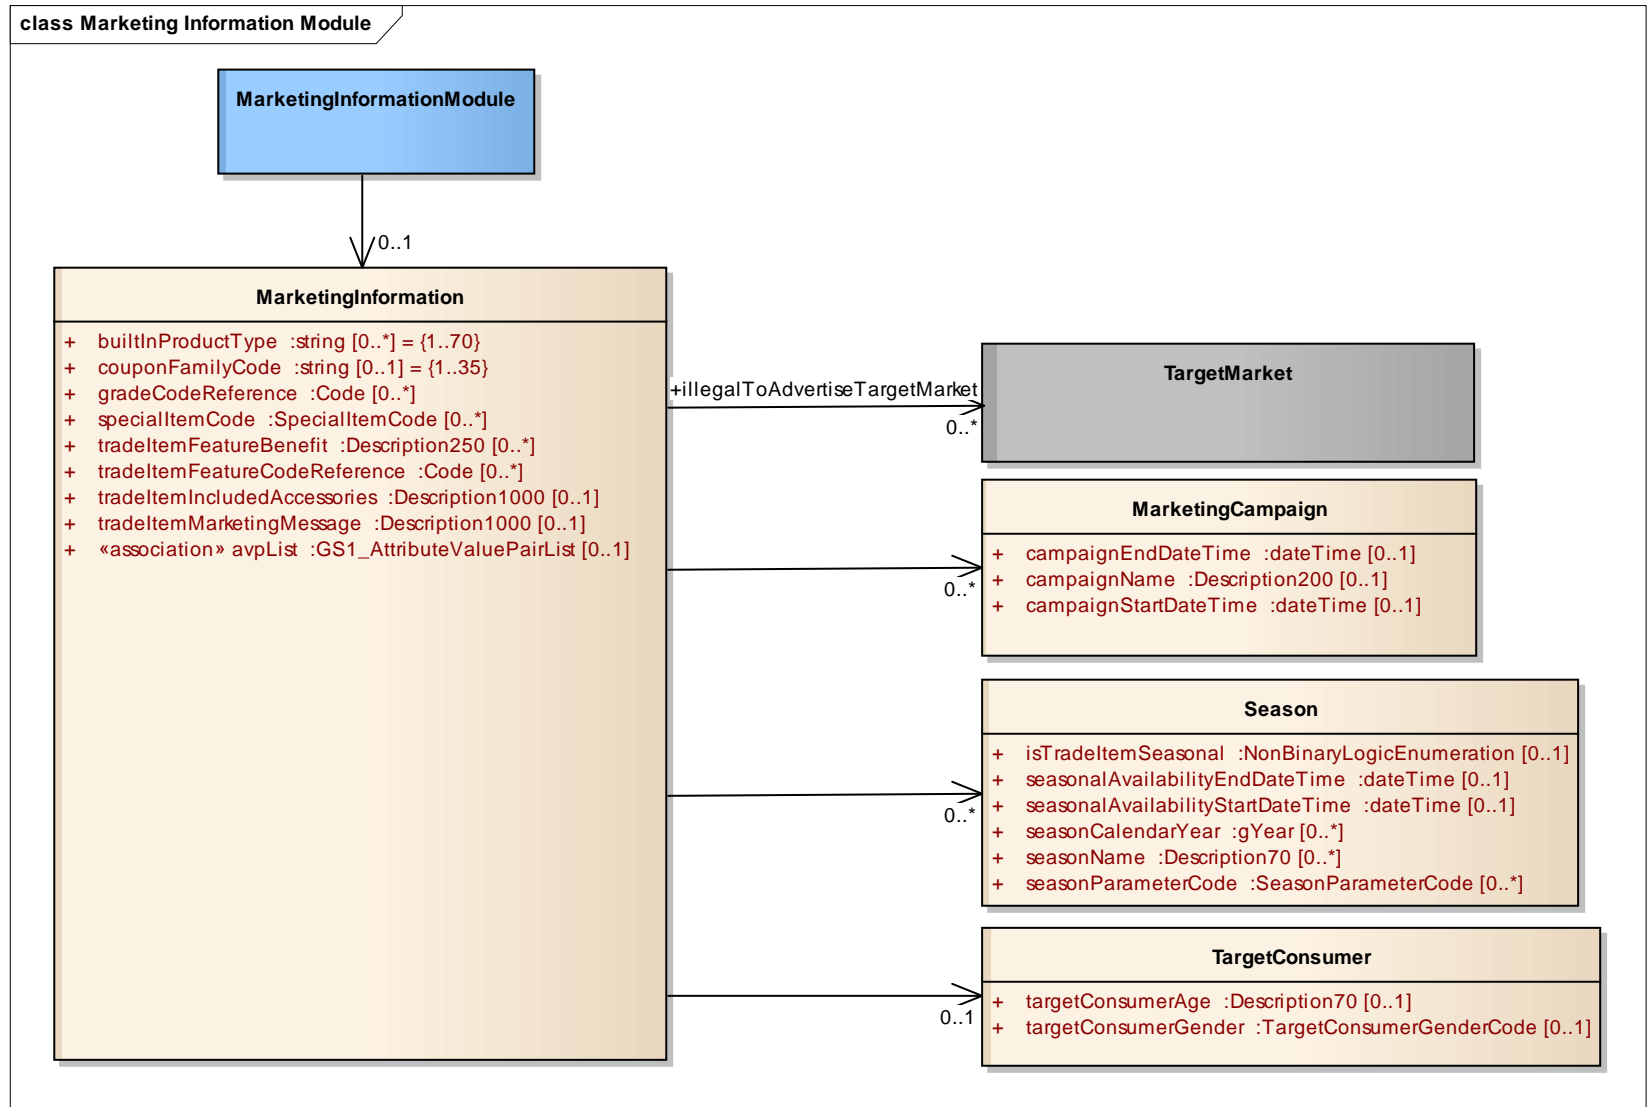 class Marketing Information Module
MarketingInformationModule
0..1
MarketingInformation
+ builtInProductType :string [0..*] = {1..70}
+ couponFamilyCode :string [0..1] = {1..35}
+ gradeCodeReference :Code [0..*]
+ specialItemCode :SpecialItemCode [0..*]
+ tradeItemFeatureBenefit :Description250 [0..*]
+ tradeItemFeatureCodeReference :Code [0..*]
+ tradeItemIncludedAccessories :Description1000 [0..1]
+ tradeItemMarketingMessage :Description1000 [0..1]
+ «association» avpList :GS1_AttributeValuePairList [0..1]
+illegalToAdvertiseTargetMarket
0..*
TargetMarket
0..*
MarketingCampaign
+ campaignEndDateTime :dateTime [0..1]
+ campaignName :Description200 [0..1]
+ campaignStartDateTime :dateTime [0..1]
0..*
Season
+ isTradeItemSeasonal :NonBinaryLogicEnumeration [0..1]
+ seasonalAvailabilityEndDateTime :dateTime [0..1]
+ seasonalAvailabilityStartDateTime :dateTime [0..1]
+ seasonCalendarYear :gYear [0..*]
+ seasonName :Description70 [0..*]
+ seasonParameterCode :SeasonParameterCode [0..*]
0..1
TargetConsumer
+ targetConsumerAge :Description70 [0..1]
+ targetConsumerGender :TargetConsumerGenderCode [0..1]